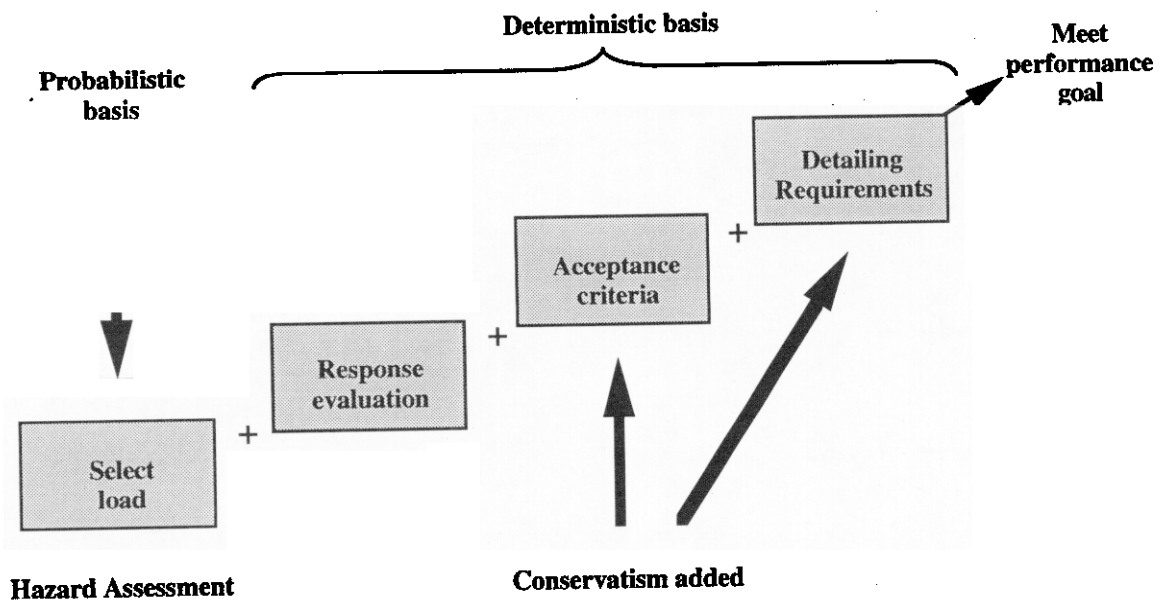 Deterministic basis
Meet
performance
goal
Probabilistic
basis
Detailing
Requirements
+
Acceptance
criteria
+
Response
evaluation
+
Select
load
Hazard Assessment
Conservatism added